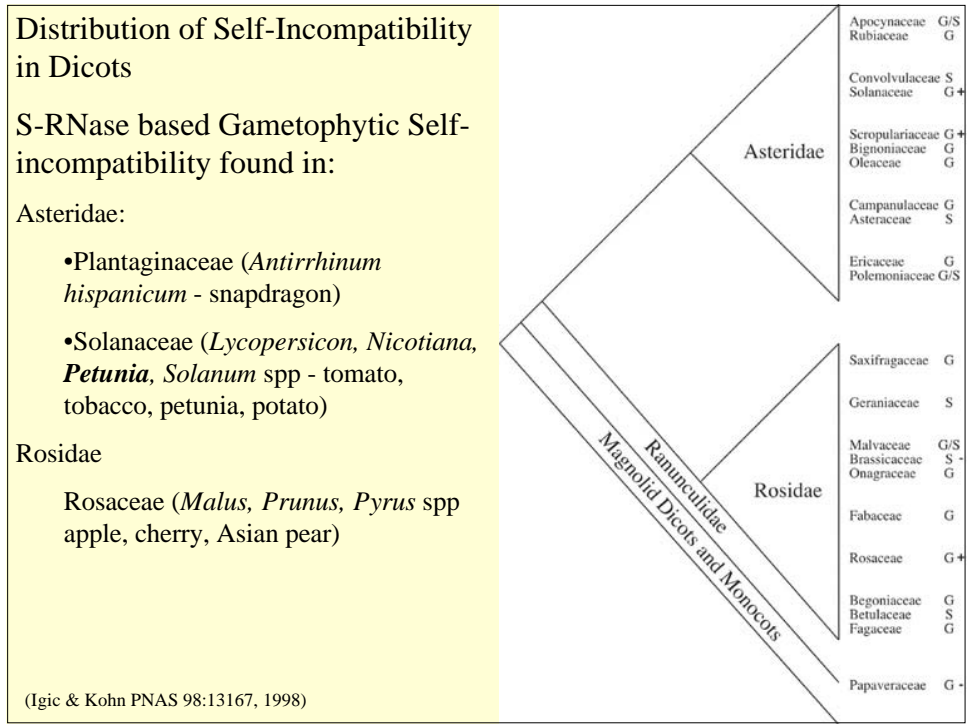 Distribution of Self-Incompatibility
in Dicots
S-RNase based Gametophytic Self-
incompatibility found in:
Asteridae:
•Plantaginaceae (Antirrhinum
hispanicum - snapdragon)
•Solanaceae (Lycopersicon, Nicotiana,
Petunia, Solanum spp - tomato,
tobacco, petunia, potato)
Rosidae
Rosaceae (Malus, Prunus, Pyrus spp
apple, cherry, Asian pear)
(Igic & Kohn PNAS 98:13167, 1998)
Asteridae
Apocynaceae G/S
Rubiaceae G
Convolvulaceae S
Solanaceae G +
Scropulariaceae G +
Bignoniaceae G
Oleaceae G
Campanulaceae G
Asteraceae S
Ericaceae G
Polemoniaceae G/S
Rosidae
Saxifragaceae G
Geraniaceae S
Malvaceae G/S
Brassicaceae S -
Onagraceae G
Fabaceae G
Rosaceae G +
Begoniaceae G
Betulaceae S
Fagaceae G
Ranunculidae
Magnolid Dicots and Monocots
Papaveraceae G -